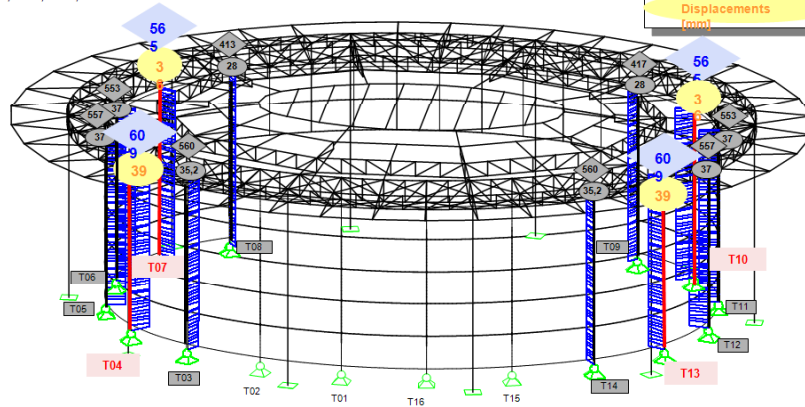 Displacements
[mm]
56
5
3
413
28
417
28
56
5
3
553
37
557
37
60
9
39
560
35,2
553
37
557
37
60
9
39
560
35,2
T08
T09
T07
T10
T06
T05
T11
T12
T04
T03
T02
T01
T16
T15
T14
T13